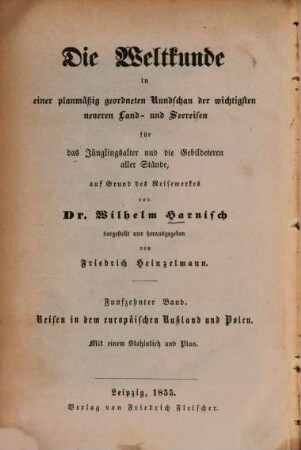 Die Weltkunde
in
einer planmäßig geordneten Rundschau der wichtigsten
neueren Land- und Seereisen
für
das Jünglingsalter und die Gebildeteren
aller Stände,
auf Grund des Reisewerkes
von
Dr. Wilhelm Harnisch
dargestellt und herausgegeben
von
Friedrich Heinzelmann.
Funfzehnter Band.
Reisen in dem europäischen Rußland und Polen.
Mit einem Stahlstich und Plan.
Leipzig, 1855.
Verlag von Friedrich Fleischer.